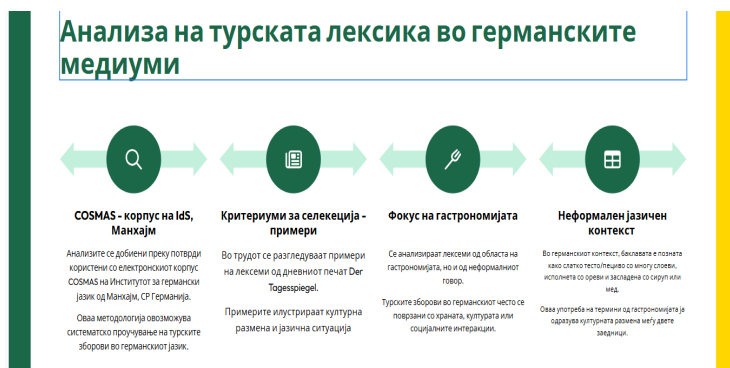 Анализа на турската лексика во германските
медиуми
COSMAS – корпус на IdS,
Манхајм
Анализите се добиени преку потврди
користени со електронскиот корпус
COSMAS на Институтот за германски
јазик од Манхајм, СР Германија.
Оваа методологија овозможува
систематско проучување на турските
зборови во германскиот јазик.
Критериуми за селекција –
примери
Во трудот се разгледуваат примери
на лексеми од дневниот печат Der
Tagesspiegel.
Примерите илустрираат културна
размена и јазична ситуација
Фокус на гастрономијата
Се анализираат лексеми од областа на
гастрономијата, но и од неформалниот
говор.
Турските зборови во германскиот често се
поврзани со храната, културата или
социјалните интеракции.
Неформален јазичен
контекст
Во германскиот контекст, баклавата е позната
како слатко тесто/пециво со многу слоеви,
исполнета со ореви и засладена со сируп или
мед.
Оваа употреба на термини од гастрономијата ја
одразува културната размена меѓу двете
заедници.